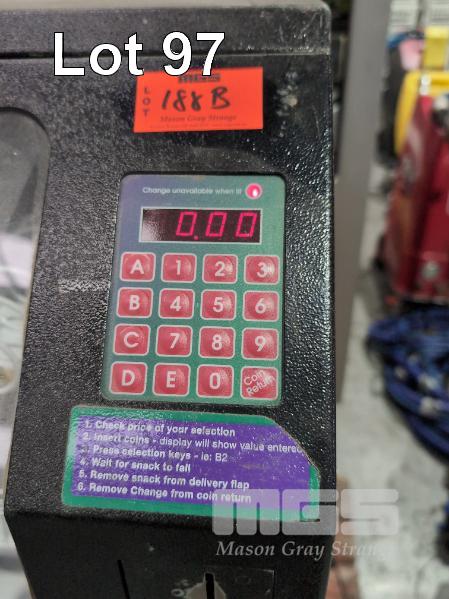 Lot 97
MGS
LOT
188B
Mason Gray Strange
Change unavailable when lit
0.00
A 1 2 3
B 4 5 6
C 7 8 9
D E 0 Coin Return
1. Check price of your selection
2. Insert coins - display will show value entered
3. Press selection keys - ie: B2
4. Wait for snack to fall
5. Remove snack from delivery flap
6. Remove Change from coin return
MGS
Mason Gray Strange